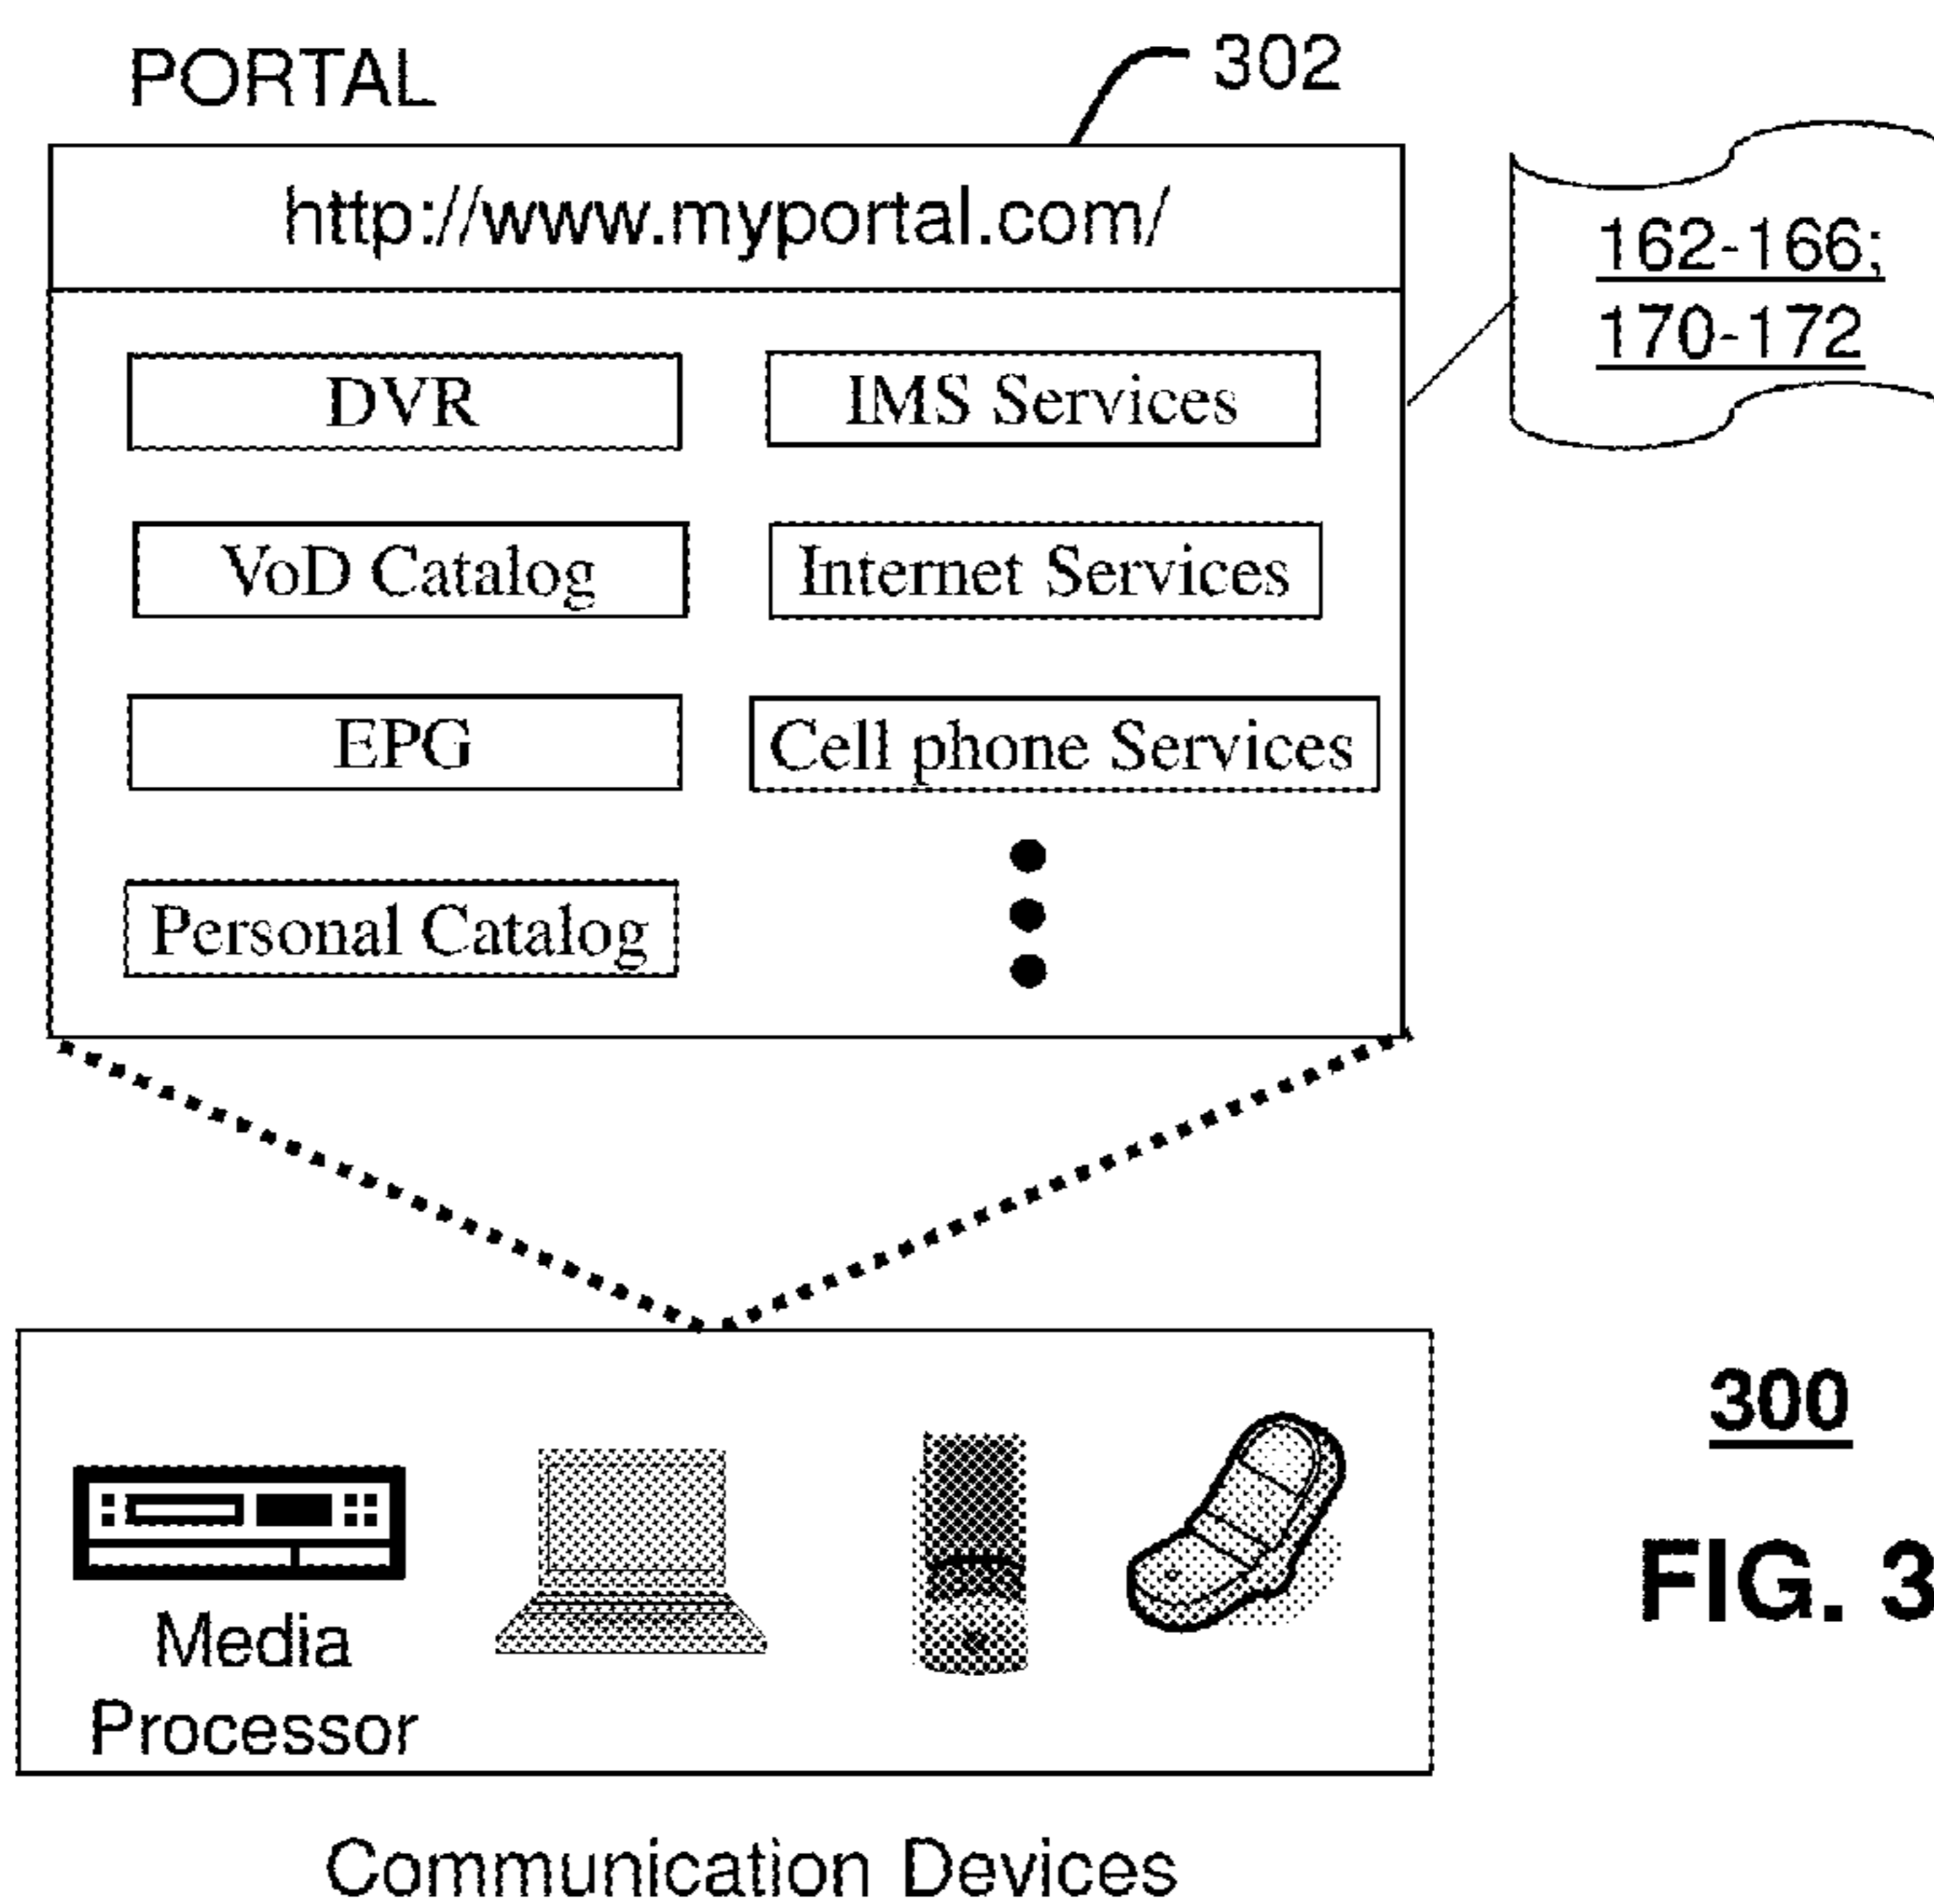 PORTAL
302
http://www.myportal.com/
162-166;
170-172
DVR
IMS Services
VoD Catalog
Internet Services
EPG
Cell phone Services
Personal Catalog
Media
Processor
300
FIG. 3
Communication Devices